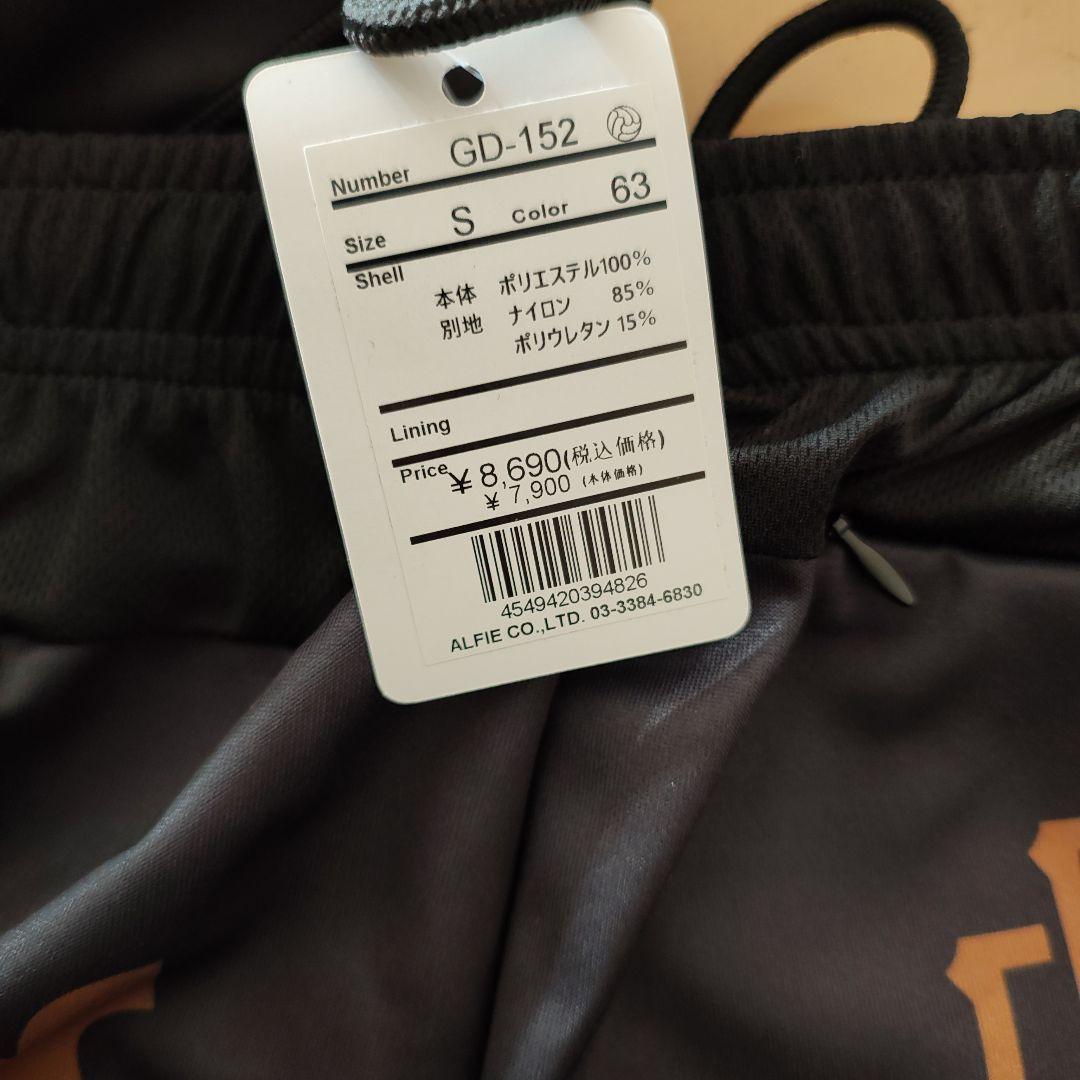 Number GD-152
Size S Color 63
Shell
本体 ポリエステル100%
別地 ナイロン 85%
ポリウレタン 15%
Lining
Price ¥8,690(税込価格)
¥7,900 (本体価格)
4549420394826
ALFIE CO.,LTD. 03-3384-6830